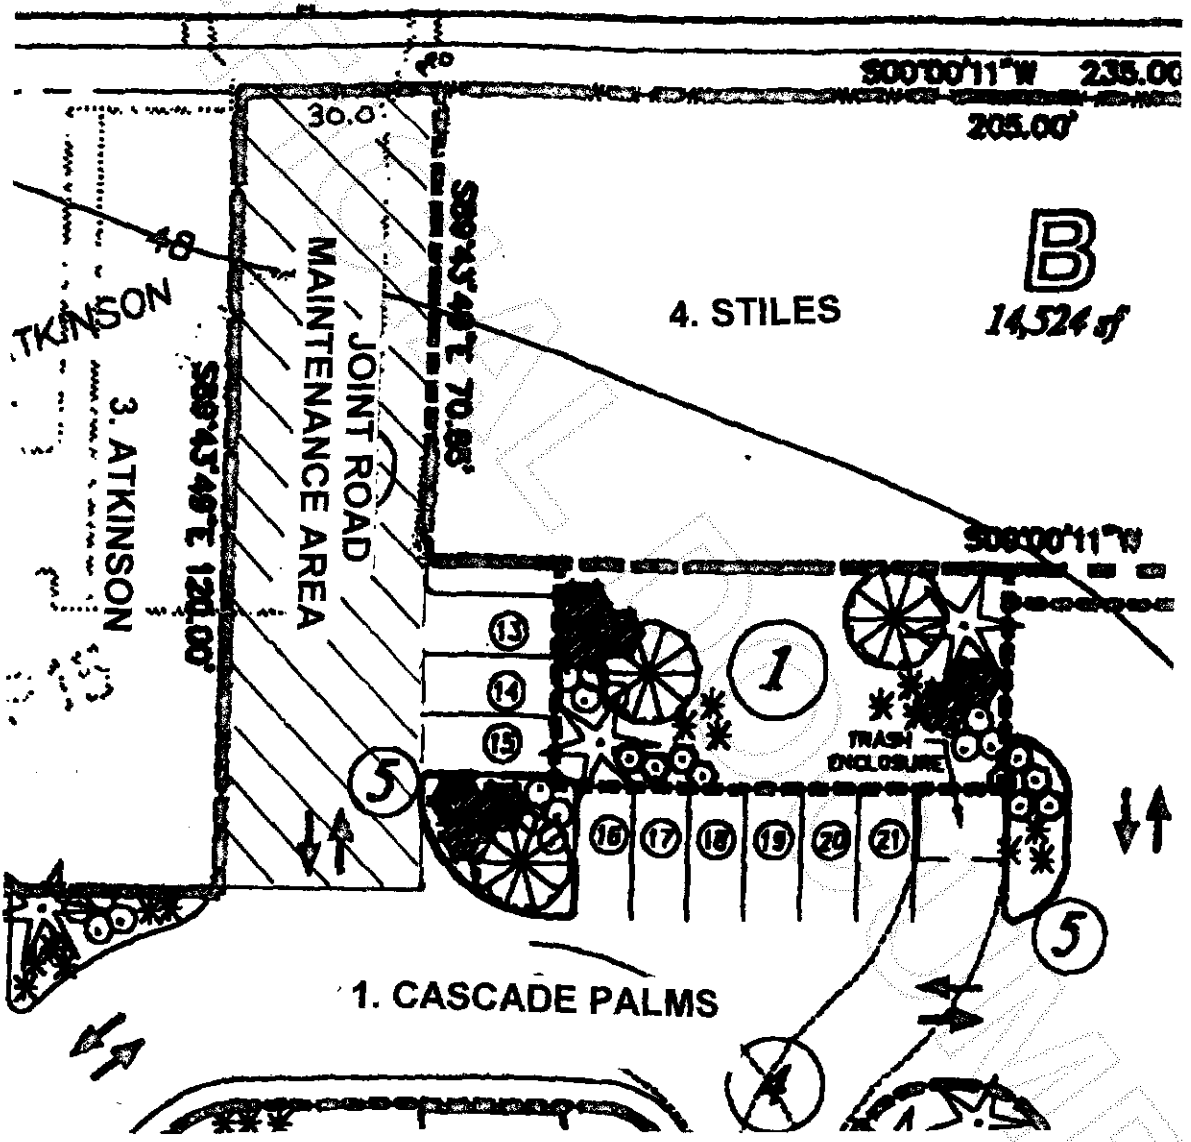 S00°00'11"W 235.00
205.00'
30.0'
B
14,524 sf
4. STILES
48
TKINSON
3. ATKINSON
S89°43'49"E 120.00'
JOINT ROAD
MAINTENANCE AREA
S89°43'49"E 70.85'
S00°00'11"W
13
14
15
1
TRASH
ENCLOSURE
5
16 17 18 19 20 21
5
1. CASCADE PALMS
4